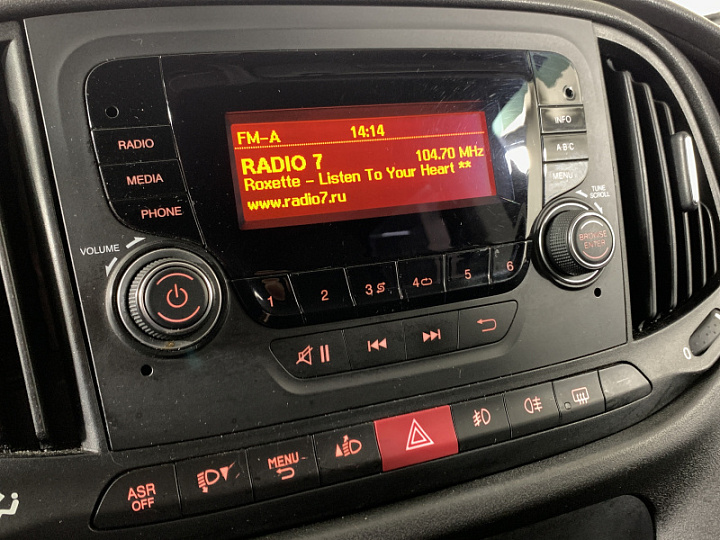 FM-A 14:14
RADIO 7 104.70 MHz
Roxette - Listen To Your Heart **
www.radio7.ru
RADIO
MEDIA
PHONE
INFO
A·B·C
MENU
VOLUME
TUNE
SCROLL
BROWSE
ENTER
1 2 3 4 5 6
ASR
OFF
MENU
0